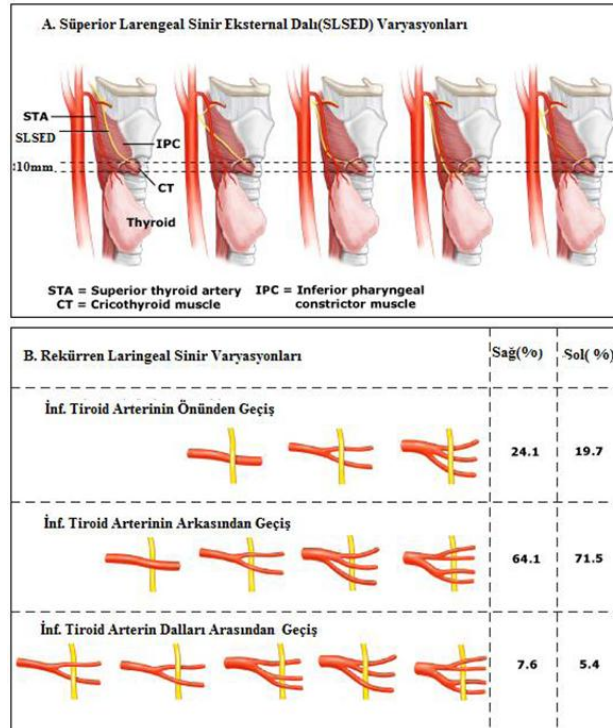 A. Süperior Larengeal Sinir Eksternal Dalı(SLSED) Varyasyonları
STA
SLSED
IPC
:10mm
CT
Thyroid
STA = Superior thyroid artery IPC = Inferior pharyngeal
CT = Cricothyroid muscle constrictor muscle
B. Rekürren Laringeal Sinir Varyasyonları Sağ(%) Sol( %)
İnf. Tiroid Arterinin Önünden Geçiş
24.1 19.7
İnf. Tiroid Arterinin Arkasından Geçiş
64.1 71.5
İnf. Tiroid Arterin Dalları Arasından Geçiş
7.6 5.4